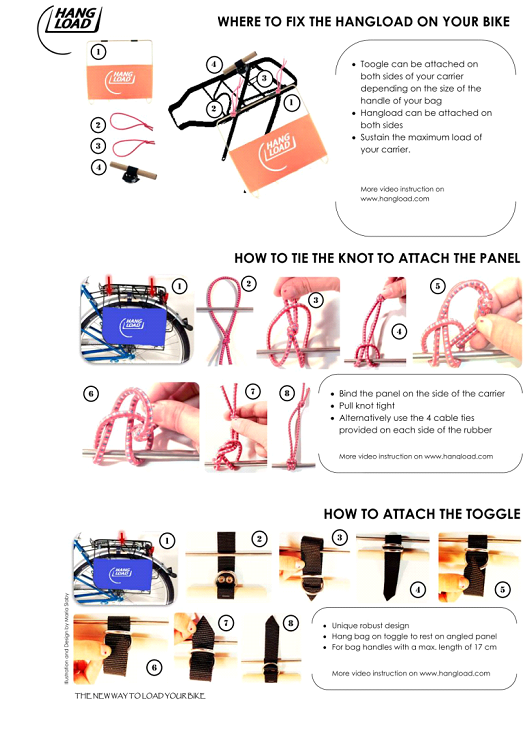 HANG
LOAD
WHERE TO FIX THE HANGLOAD ON YOUR BIKE
1
HANG
LOAD
2
3
4
4
3
2
1
HANG
LOAD
Toogle can be attached on
both sides of your carrier
depending on the size of the
handle of your bag
Hangload can be attached on
both sides
Sustain the maximum load of
your carrier.
More video instruction on
www.hangload.com
HOW TO TIE THE KNOT TO ATTACH THE PANEL
1
HANG
LOAD
2
3
4
5
6
7
8
Bind the panel on the side of the carrier
Pull knot tight
Alternatively use the 4 cable ties
provided on each side of the rubber
More video instruction on www.hangload.com
HOW TO ATTACH THE TOGGLE
1
HANG
LOAD
2
3
4
5
6
7
8
Unique robust design
Hang bag on toggle to rest on angled panel
For bag handles with a max. length of 17 cm
More video instruction on www.hangload.com
Illustration and Design by Maria Slaby
THE NEW WAY TO LOAD YOUR BIKE